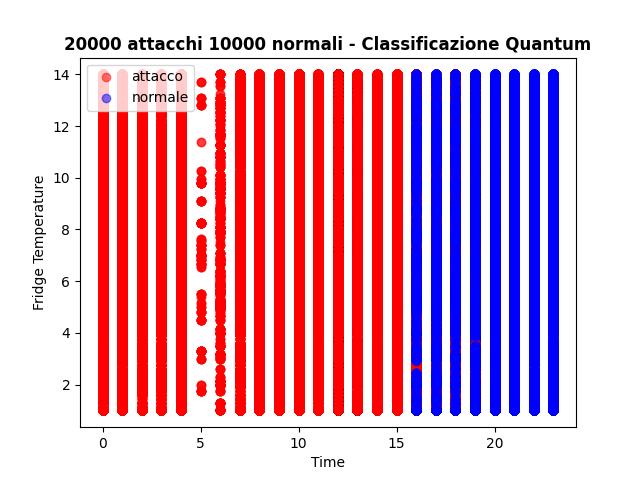 20000 attacchi 10000 normali - Classificazione Quantum
attacco
normale
14
12
10
8
6
4
2
Fridge Temperature
0 5 10 15 20
Time